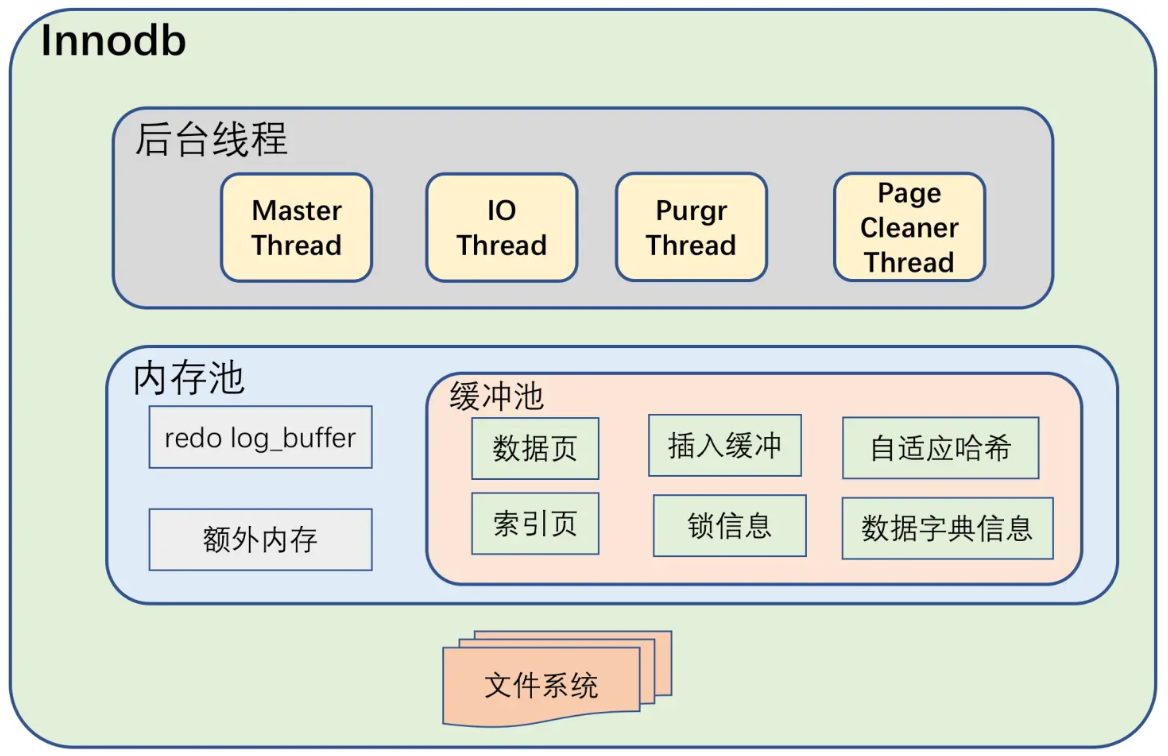 Innodb
后台线程
Master
Thread
IO
Thread
Purgr
Thread
Page
Cleaner
Thread
内存池
redo log_buffer
额外内存
缓冲池
数据页
插入缓冲
自适应哈希
索引页
锁信息
数据字典信息
文件系统